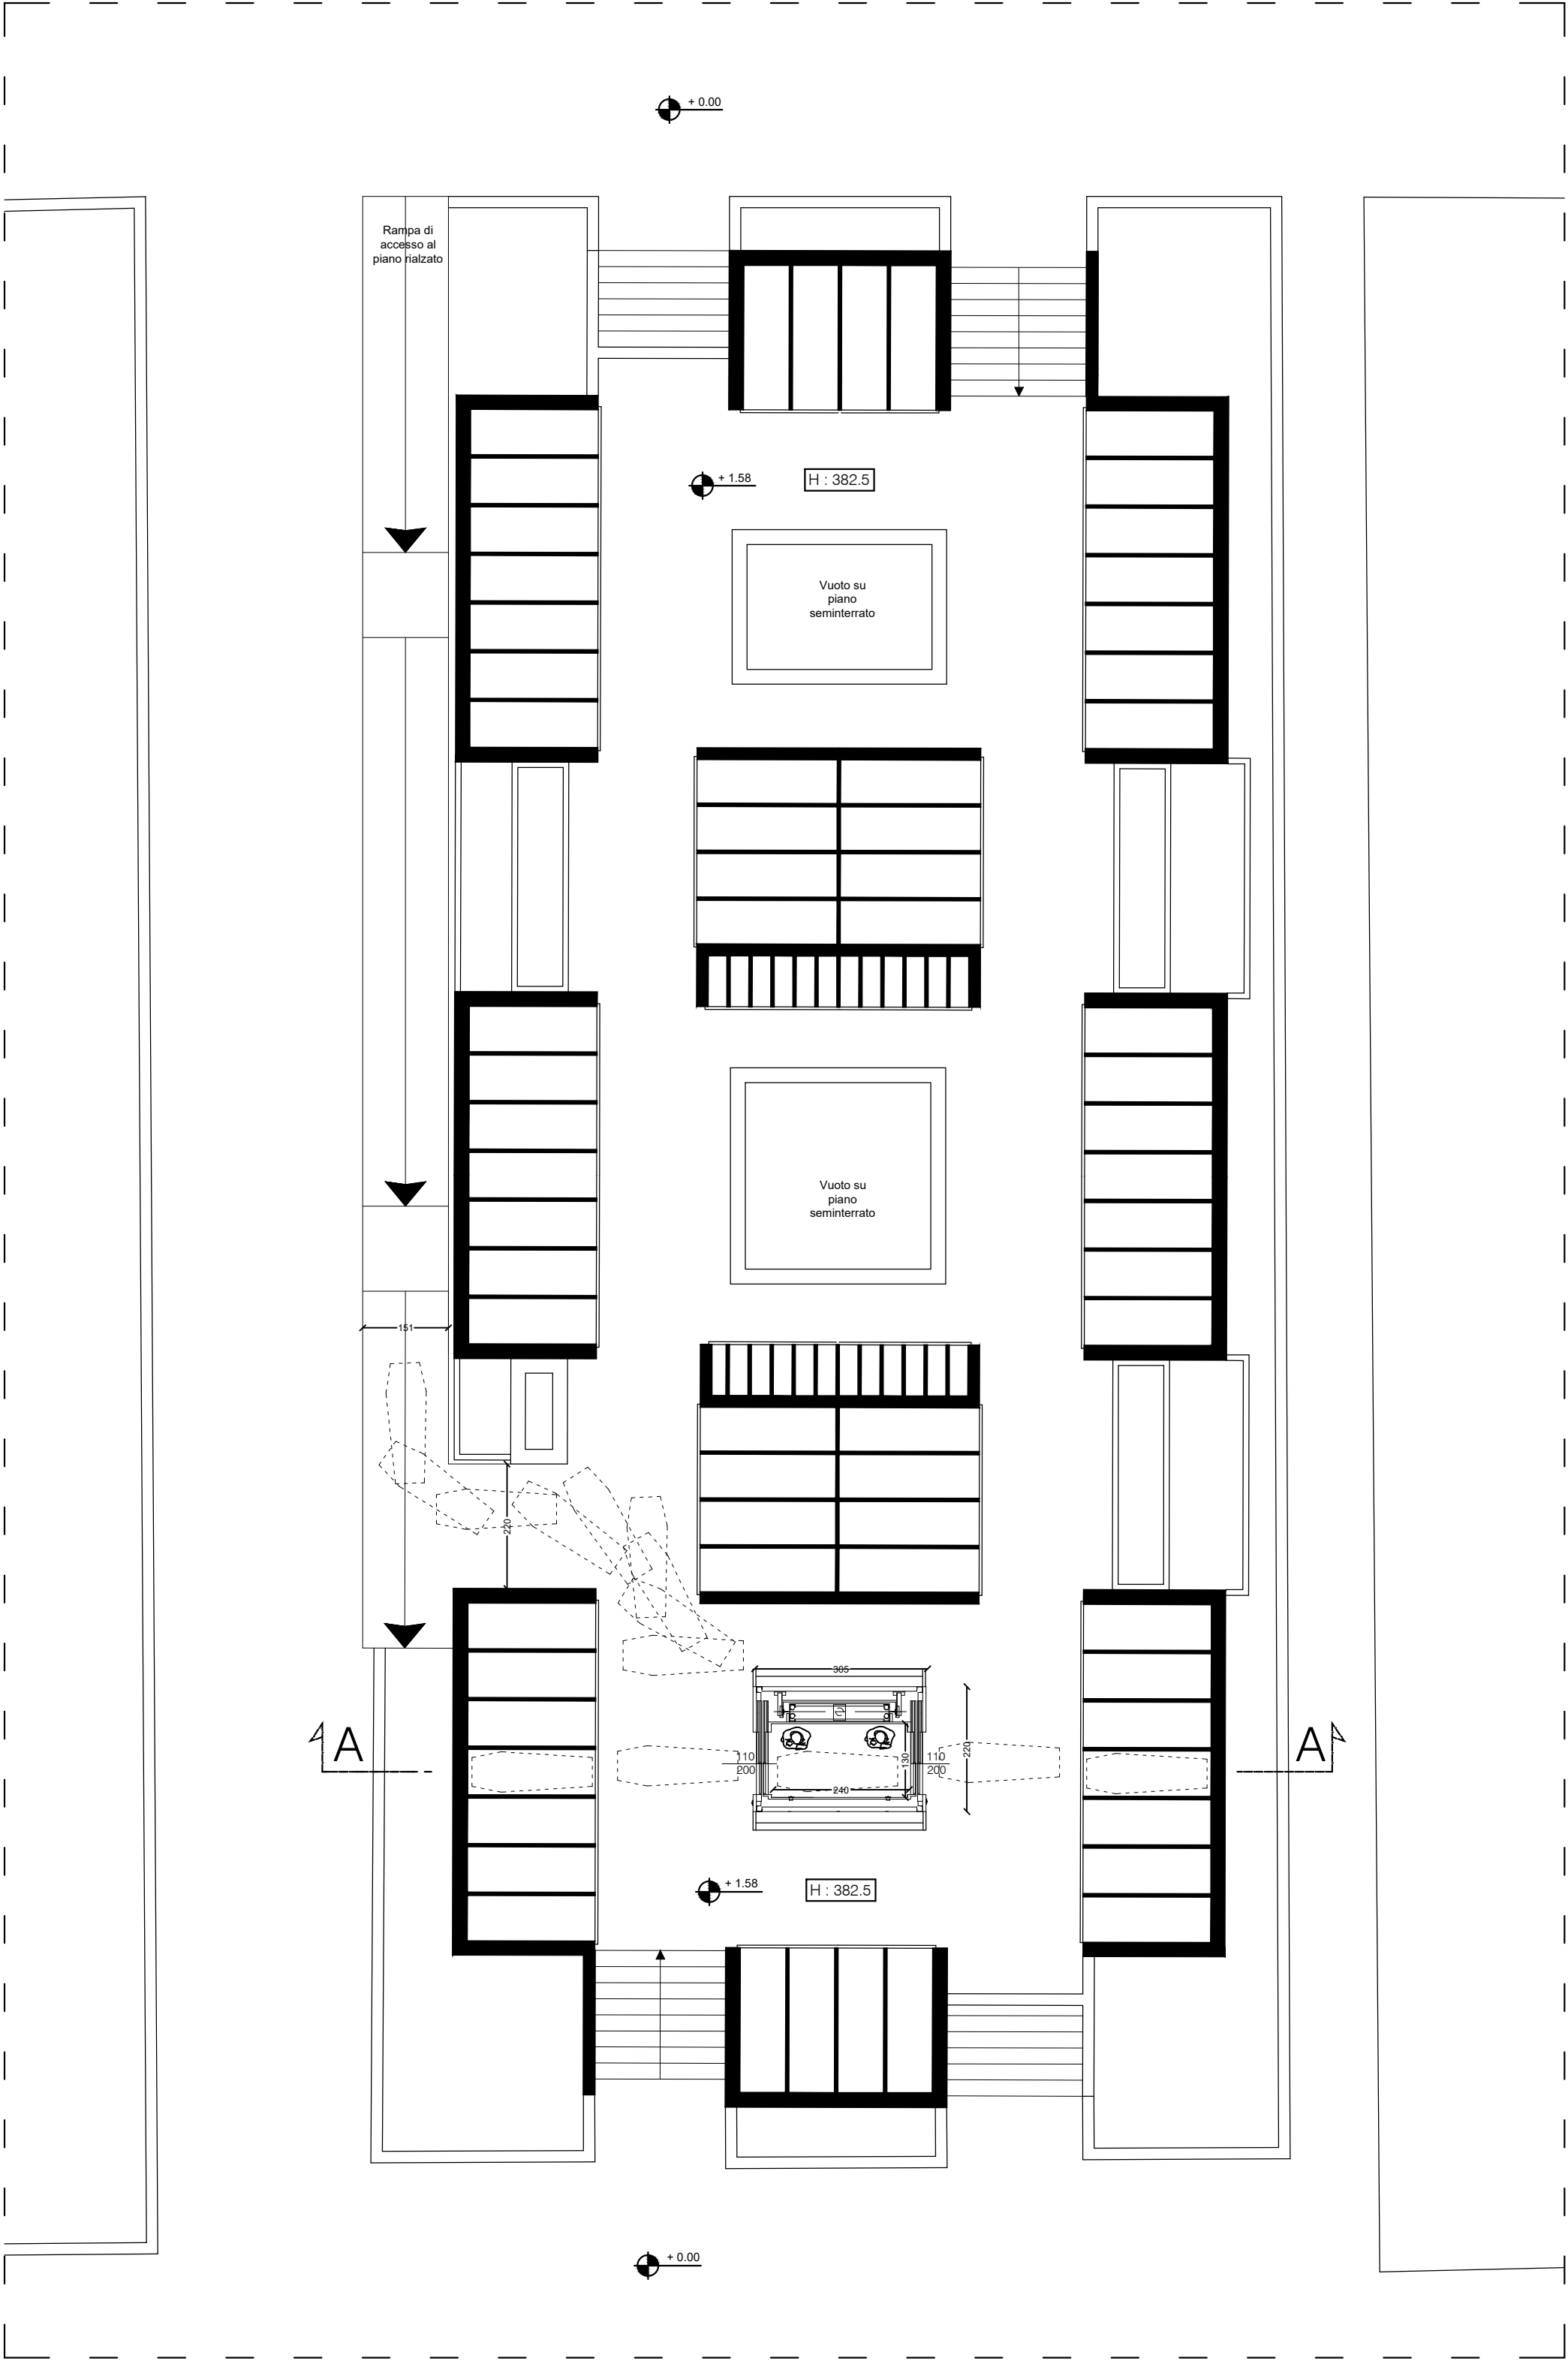 + 0.00
Rampa di
accesso al
piano rialzato
+ 1.58
H : 382.5
Vuoto su
piano
seminterrato
Vuoto su
piano
seminterrato
151
220
305
A
A
110
200
110
200
130
220
240
+ 1.58
H : 382.5
+ 0.00